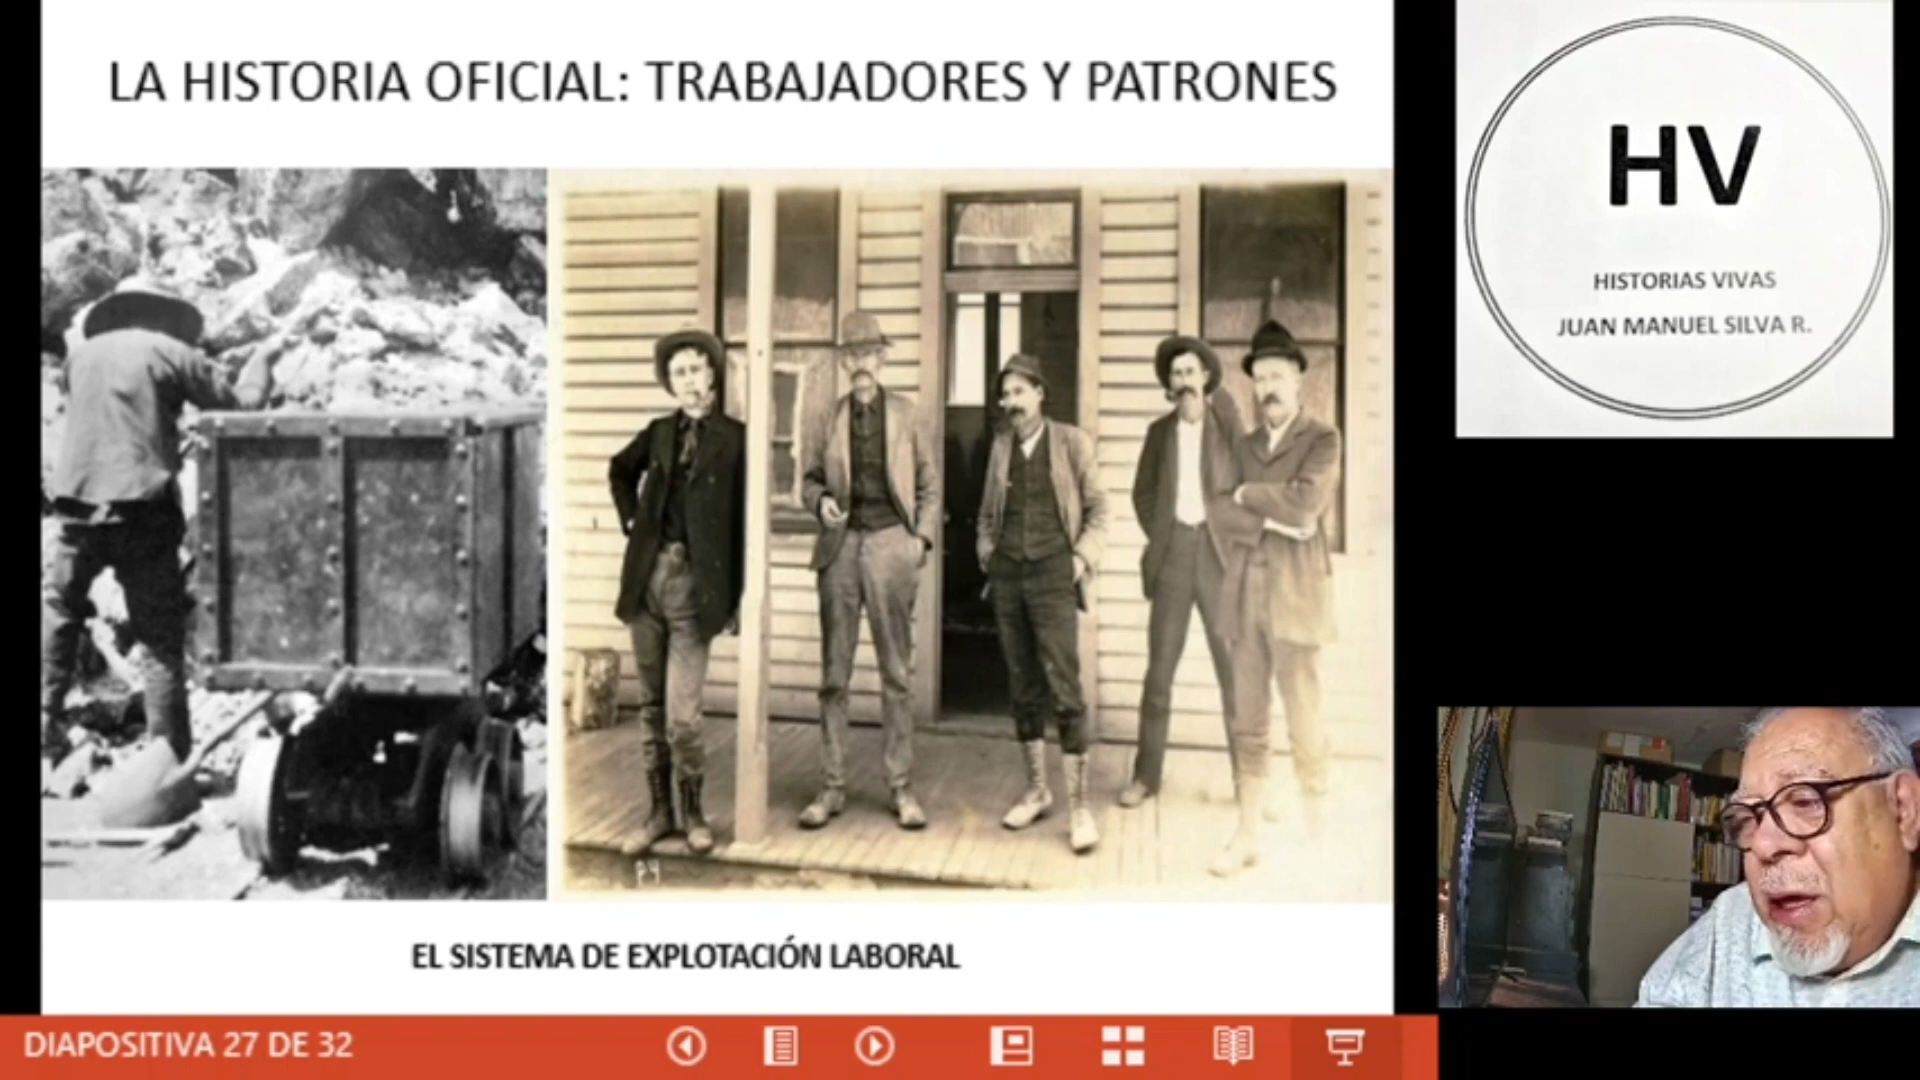 LA HISTORIA OFICIAL: TRABAJADORES Y PATRONES
HV
HISTORIAS VIVAS
JUAN MANUEL SILVA R.
EL SISTEMA DE EXPLOTACIÓN LABORAL
DIAPOSITIVA 27 DE 32